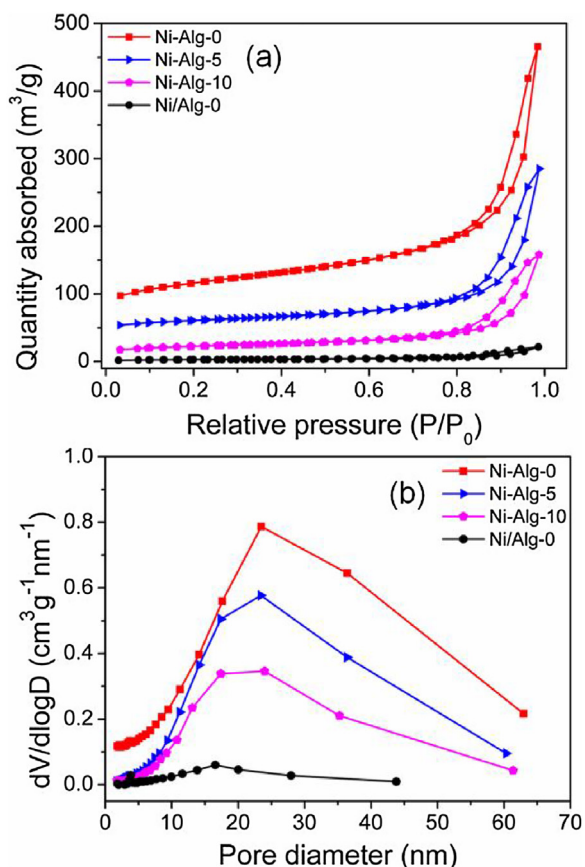 500
400
300
200
100
0
Quantity absorbed (m³/g)
Ni-Alg-0
Ni-Alg-5
Ni-Alg-10
Ni/Alg-0
(a)
0.0 0.2 0.4 0.6 0.8 1.0
Relative pressure (P/P₀)
1.0
0.8
0.6
0.4
0.2
0.0
dV/dlogD (cm³g⁻¹nm⁻¹)
(b)
Ni-Alg-0
Ni-Alg-5
Ni-Alg-10
Ni/Alg-0
0 10 20 30 40 50 60 70
Pore diameter (nm)